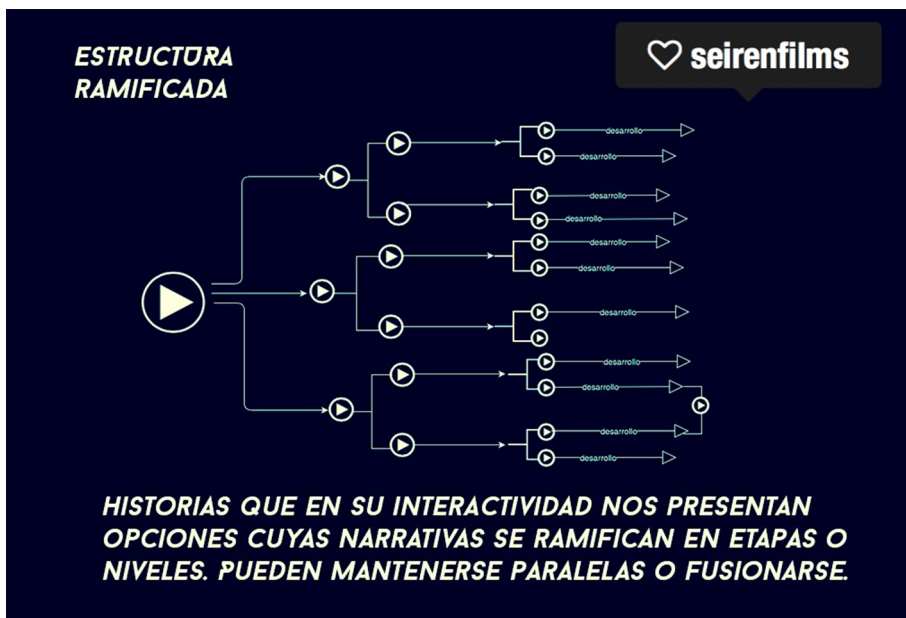 ESTRUCTURA
RAMIFICADA
seirenfilms
desarrollo
desarrollo
desarrollo
desarrollo
desarrollo
desarrollo
desarrollo
desarrollo
desarrollo
desarrollo
desarrollo
HISTORIAS QUE EN SU INTERACTIVIDAD NOS PRESENTAN
OPCIONES CUYAS NARRATIVAS SE RAMIFICAN EN ETAPAS O
NIVELES. PUEDEN MANTENERSE PARALELAS O FUSIONARSE.